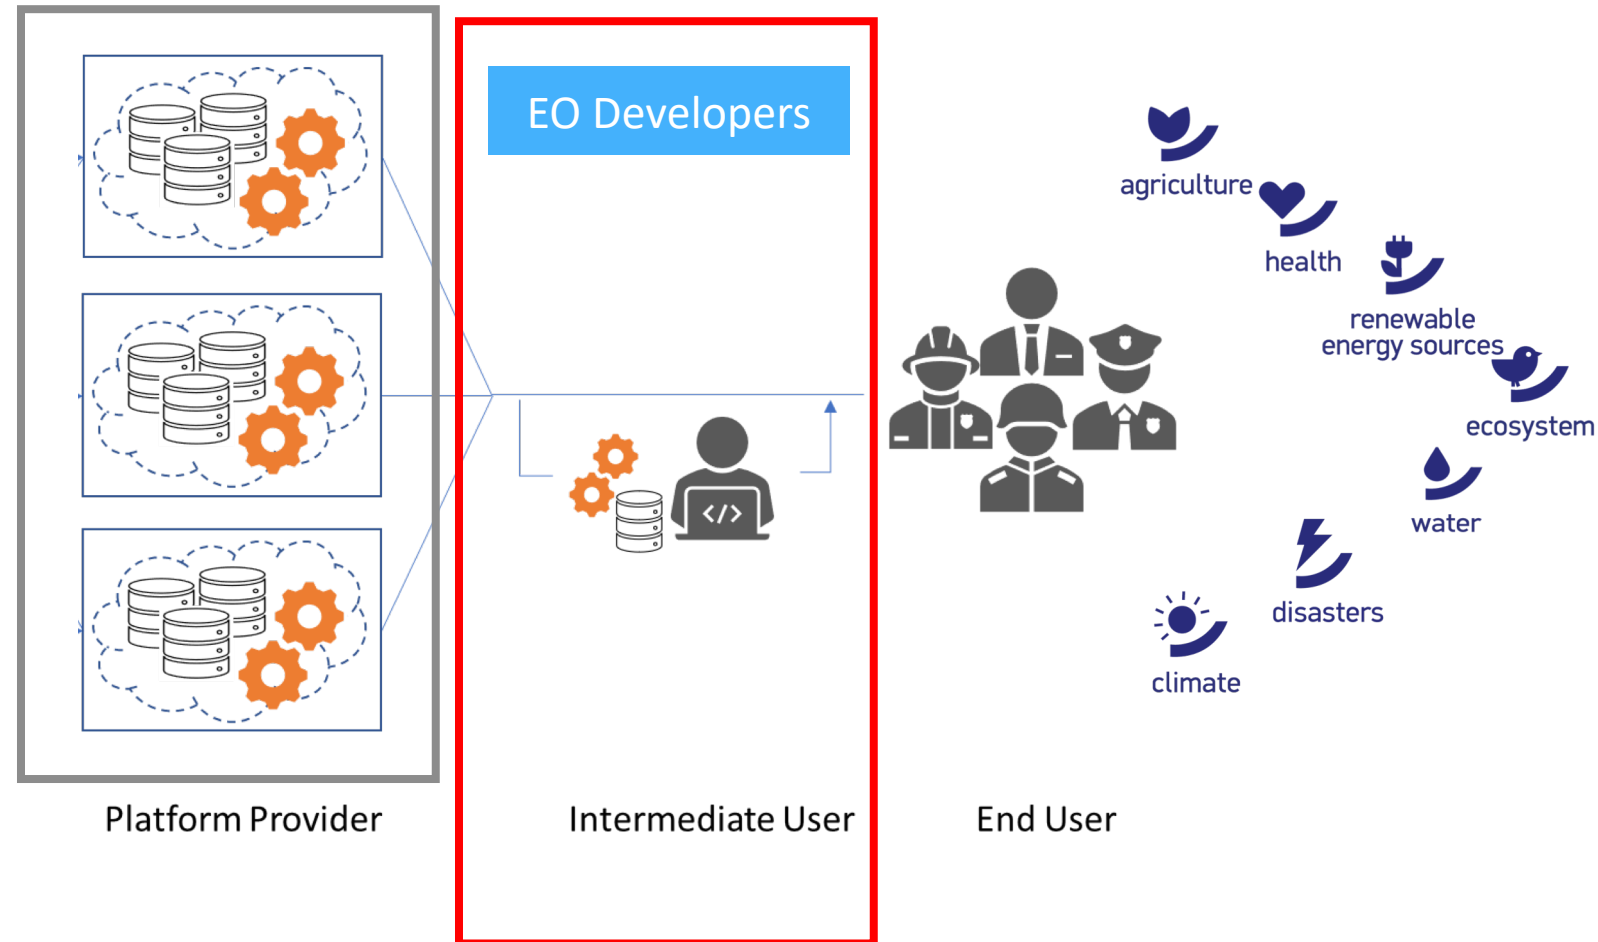 EO Developers
agriculture
health
renewable
energy sources
ecosystem
</>
water
disasters
climate
Platform Provider
Intermediate User
End User